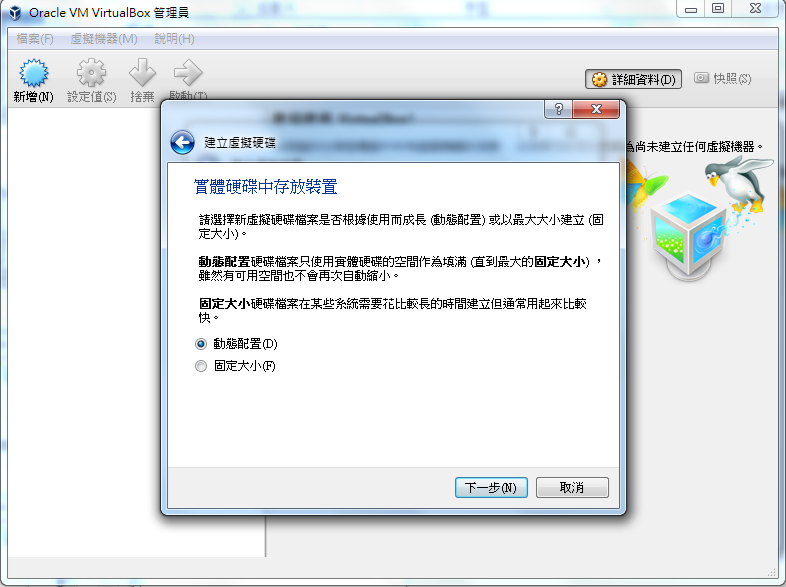 Oracle VM VirtualBox 管理員
檔案(F) 虛擬機器(M) 說明(H)
新增(N) 設定值(S) 捨棄 啟動(T)
詳細資料(D) 快照(S)
尚未建立任何虛擬機器。
建立虛擬硬碟
實體硬碟中存放裝置
請選擇新虛擬硬碟檔案是否根據使用而成長 (動態配置) 或以最大大小建立 (固
定大小)。
動態配置硬碟檔案只使用實體硬碟的空間作為填滿 (直到最大的固定大小) ，
雖然有可用空間也不會再次自動縮小。
固定大小硬碟檔案在某些系統需要花比較長的時間建立但通常用起來比較
快。
動態配置(D)
固定大小(F)
下一步(N) 取消